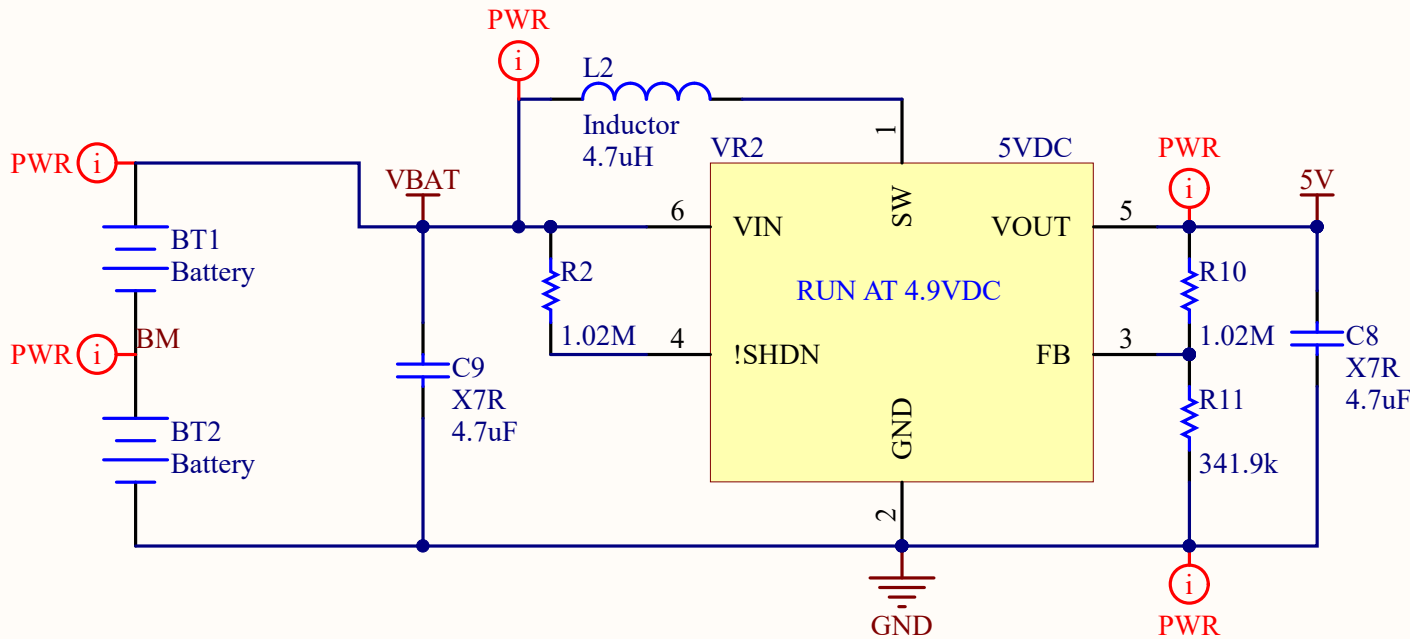 PWR
i
L2
Inductor
4.7uH
1
VR2
5VDC
PWR
i
PWR
i
VBAT
5V
SW
6
VIN
VOUT
5
BT1
Battery
R2
1.02M
RUN AT 4.9VDC
R10
1.02M
PWR
i
BM
4
!SHDN
FB
3
C9
X7R
4.7uF
C8
X7R
4.7uF
BT2
Battery
GND
R11
341.9k
2
GND
i
PWR